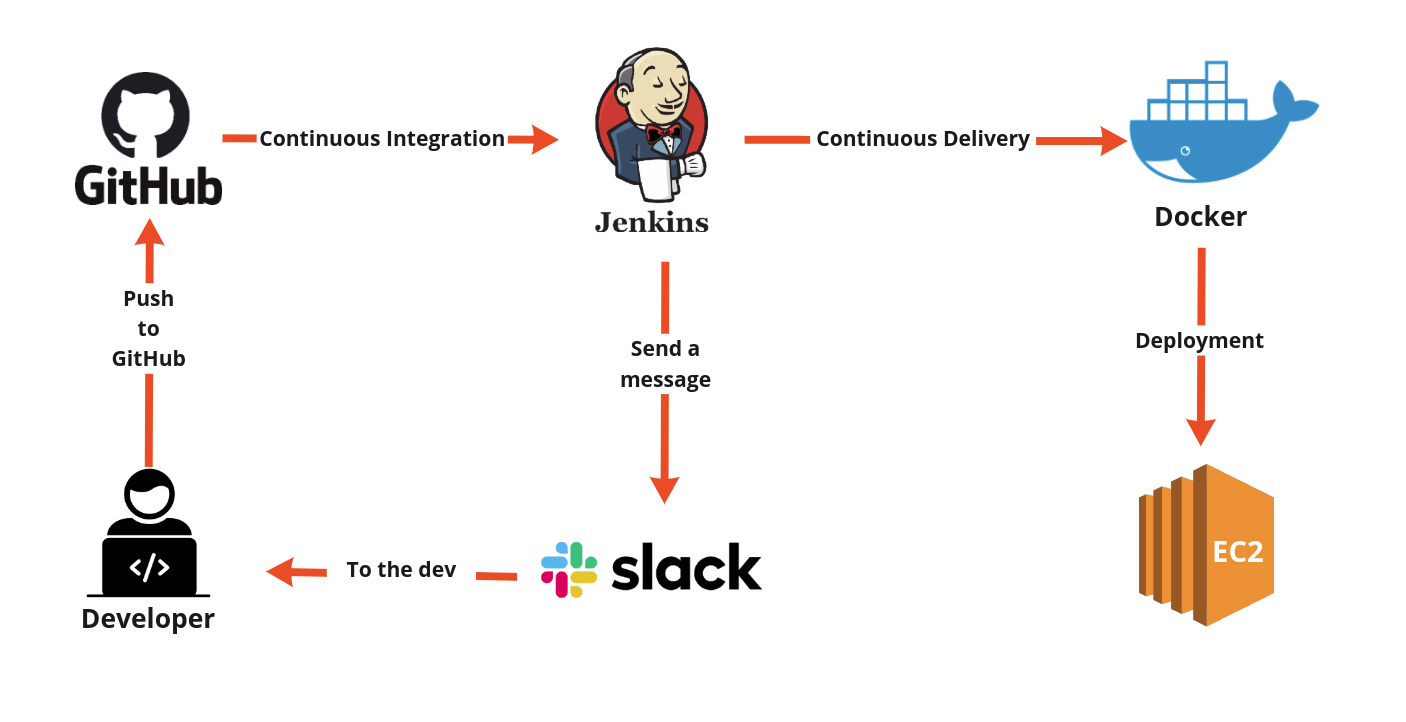 GitHub
Continuous Integration
Jenkins
Continuous Delivery
Docker
Push
to
GitHub
Send a
message
Deployment
</>
Developer
To the dev
slack
EC2